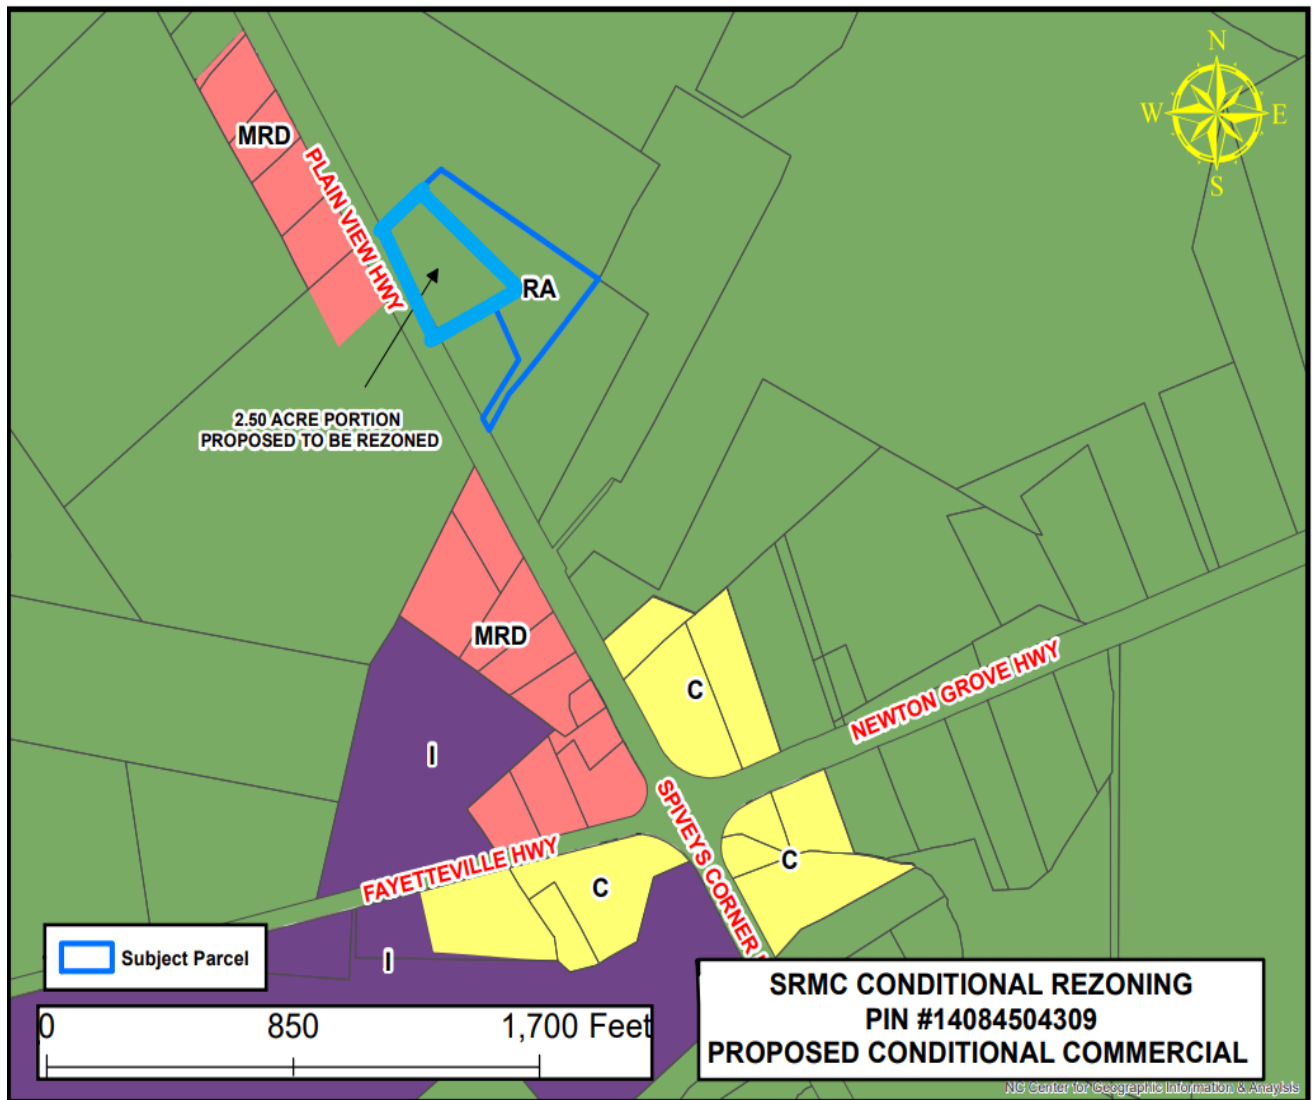 N
W
E
S
MRD
PLAIN VIEW HWY
RA
2.50 ACRE PORTION
PROPOSED TO BE REZONED
MRD
C
NEWTON GROVE HWY
I
SPIVEYS CORNER
FAYETTEVILLE HWY
C
C
I
Subject Parcel
0 850 1,700 Feet
SRMC CONDITIONAL REZONING
PIN #14084504309
PROPOSED CONDITIONAL COMMERCIAL
NC Center for Geographic Information & Anaylsis